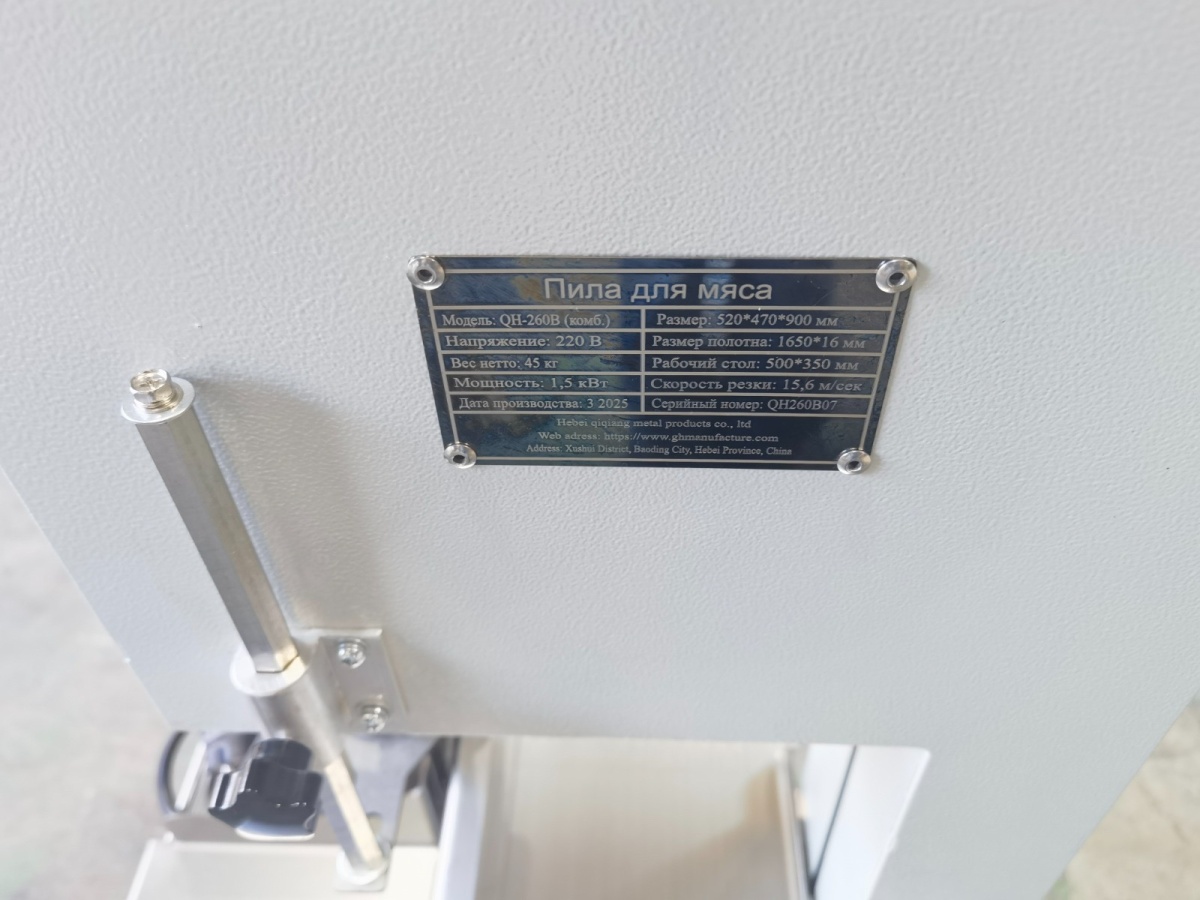 Пила для мяса
Модель: QH-260B (комб.) Размер: 520*470*900 мм
Напряжение: 220 В Размер полотна: 1650*16 мм
Вес нетто: 45 кг Рабочий стол: 500*350 мм
Мощность: 1,5 кВт Скорость резки: 15,6 м/сек
Дата производства: 3 2025 Серийный номер: QH260B07
Hebei qiqiang metal products co., ltd
Web adress: https://www.ghmanufacture.com
Address: Xushui District, Baoding City, Hebei Province, China